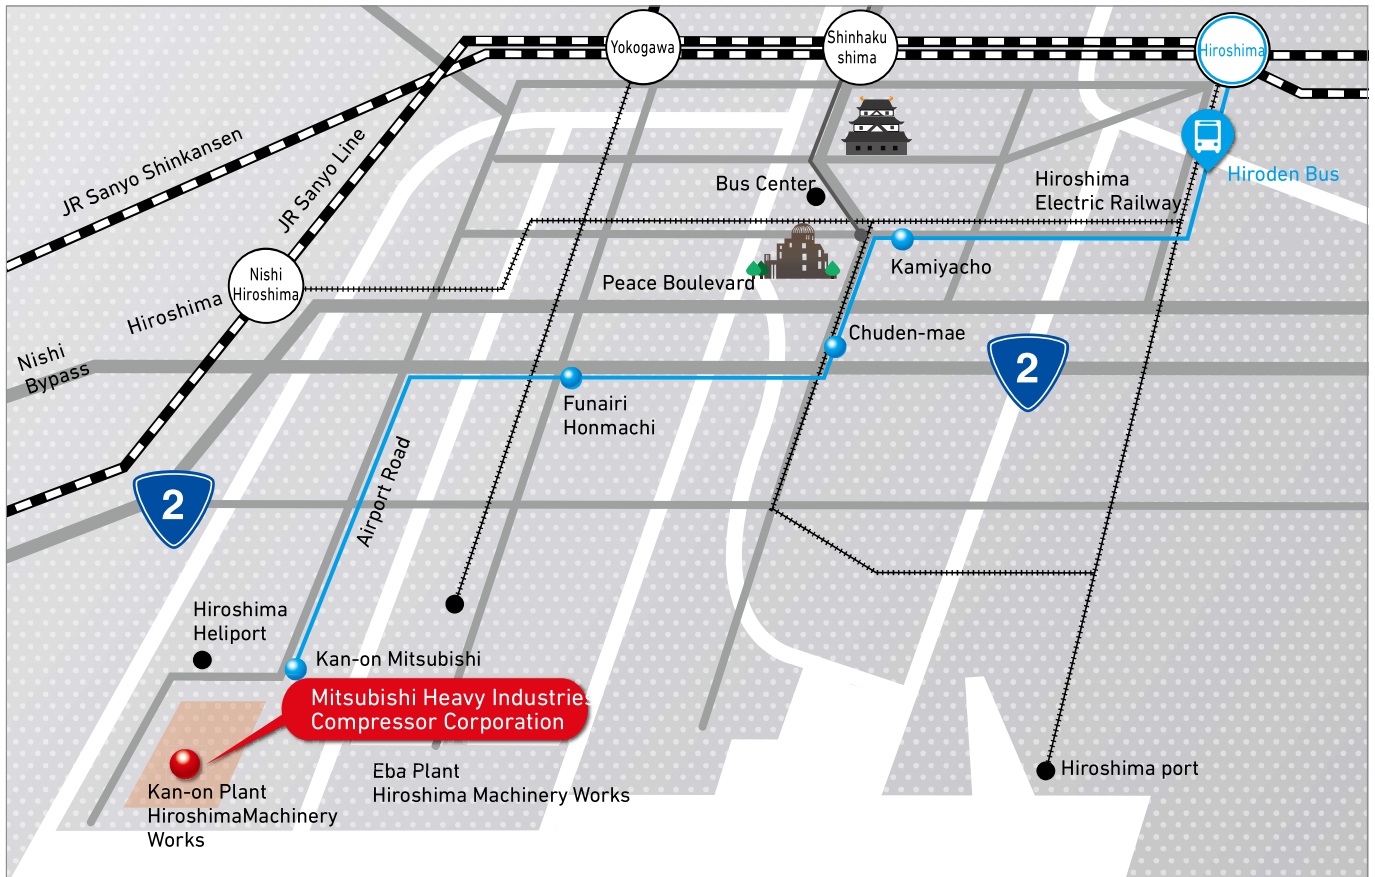 Yokogawa
Shinhaku
shima
Hiroshima
JR Sanyo Shinkansen
JR Sanyo Line
Hiroden Bus
Bus Center
Hiroshima
Electric Railway
Nishi
Hiroshima
Hiroshima
Peace Boulevard
Kamiyacho
Chuden-mae
Nishi
Bypass
2
Funairi
Honmachi
Airport Road
2
Hiroshima
Heliport
Kan-on Mitsubishi
Mitsubishi Heavy Industries
Compressor Corporation
Eba Plant
Hiroshima Machinery Works
Hiroshima port
Kan-on Plant
HiroshimaMachinery
Works